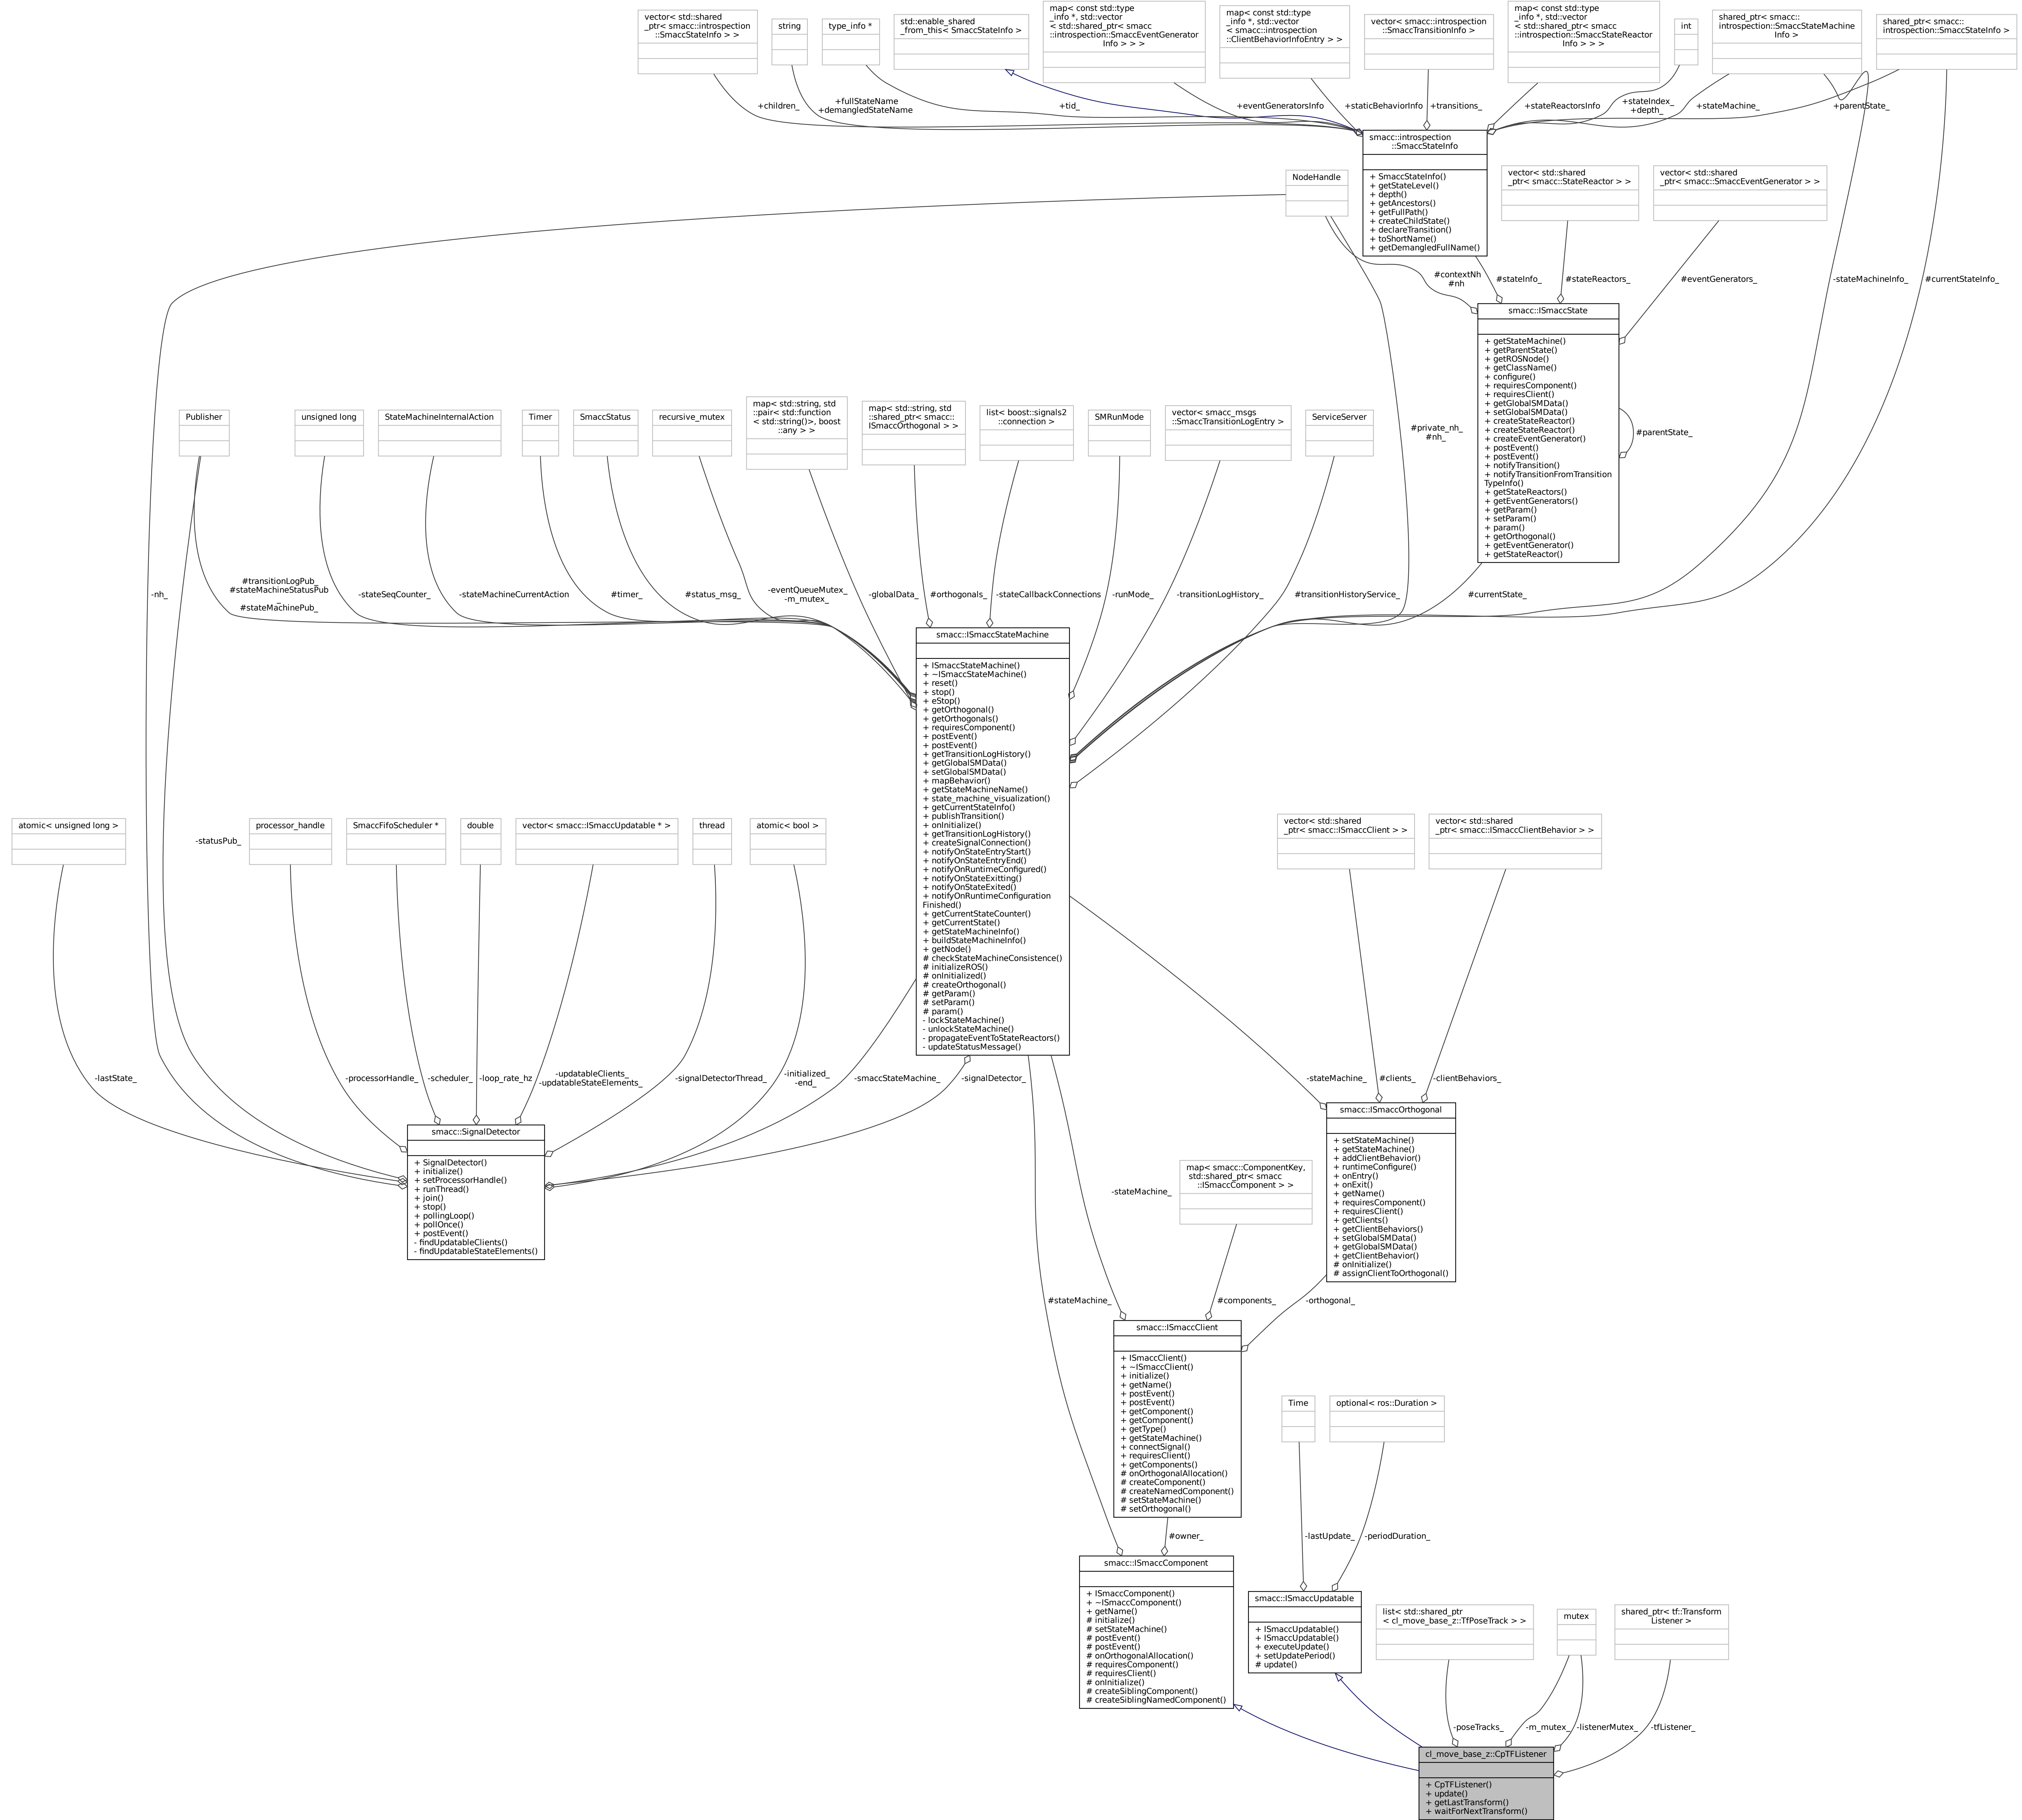 vector< std::shared
_ptr< smacc::introspection
::SmaccStateInfo > >
string
type_info *
std::enable_shared
_from_this< SmaccStateInfo >
map< const std::type
_info *, std::vector
< std::shared_ptr< smacc
::introspection::SmaccEventGenerator
Info > > >
map< const std::type
_info *, std::vector
< smacc::introspection
::ClientBehaviorInfoEntry > >
vector< smacc::introspection
::SmaccTransitionInfo >
map< const std::type
_info *, std::vector
< std::shared_ptr< smacc
::introspection::SmaccStateReactor
Info > > >
int
shared_ptr< smacc::
introspection::SmaccStateMachine
Info >
shared_ptr< smacc::
introspection::SmaccStateInfo >
+children_
+fullStateName
+demangledStateName
+tid_
+eventGeneratorsInfo
+staticBehaviorInfo
+transitions_
+stateReactorsInfo
+stateIndex_
+depth_
+stateMachine_
+parentState_
smacc::introspection
::SmaccStateInfo
+ SmaccStateInfo()
+ getStateLevel()
+ depth()
+ getAncestors()
+ getFullPath()
+ createChildState()
+ declareTransition()
+ toShortName()
+ getDemangledFullName()
NodeHandle
vector< std::shared
_ptr< smacc::StateReactor > >
vector< std::shared
_ptr< smacc::SmaccEventGenerator > >
#contextNh
#nh
#stateInfo_
#stateReactors_
#eventGenerators_
-stateMachineInfo_
#currentStateInfo_
smacc::ISmaccState
+ getStateMachine()
+ getParentState()
+ getROSNode()
+ getClassName()
+ configure()
+ requiresComponent()
+ requiresClient()
+ getGlobalSMData()
+ setGlobalSMData()
+ createStateReactor()
+ createStateReactor()
+ createEventGenerator()
+ postEvent()
+ postEvent()
+ notifyTransition()
+ notifyTransitionFromTransition
TypeInfo()
+ getStateReactors()
+ getEventGenerators()
+ getParam()
+ setParam()
+ param()
+ getOrthogonal()
+ getEventGenerator()
+ getStateReactor()
#parentState_
#private_nh_
#nh_
Publisher
unsigned long
StateMachineInternalAction
Timer
SmaccStatus
recursive_mutex
map< std::string, std
::pair< std::function
< std::string()>, boost
::any > >
map< std::string, std
::shared_ptr< smacc::
ISmaccOrthogonal > >
list< boost::signals2
::connection >
SMRunMode
vector< smacc_msgs
::SmaccTransitionLogEntry >
ServiceServer
-nh_
#transitionLogPub_
#stateMachineStatusPub
_
#stateMachinePub_
-stateSeqCounter_
-stateMachineCurrentAction
#timer_
#status_msg_
-eventQueueMutex_
-m_mutex_
-globalData_
#orthogonals_
-stateCallbackConnections
-runMode_
-transitionLogHistory_
#transitionHistoryService_
#currentState_
smacc::ISmaccStateMachine
+ ISmaccStateMachine()
+ ~ISmaccStateMachine()
+ reset()
+ stop()
+ eStop()
+ getOrthogonal()
+ getOrthogonals()
+ requiresComponent()
+ postEvent()
+ postEvent()
+ getTransitionLogHistory()
+ getGlobalSMData()
+ setGlobalSMData()
+ mapBehavior()
+ getStateMachineName()
+ state_machine_visualization()
+ getCurrentStateInfo()
+ publishTransition()
+ onInitialize()
+ getTransitionLogHistory()
+ createSignalConnection()
+ notifyOnStateEntryStart()
+ notifyOnStateEntryEnd()
+ notifyOnRuntimeConfigured()
+ notifyOnStateExitting()
+ notifyOnStateExited()
+ notifyOnRuntimeConfiguration
Finished()
+ getCurrentStateCounter()
+ getCurrentState()
+ getStateMachineInfo()
+ buildStateMachineInfo()
+ getNode()
# checkStateMachineConsistence()
# initializeROS()
# onInitialized()
# createOrthogonal()
# getParam()
# setParam()
# param()
- lockStateMachine()
- unlockStateMachine()
- propagateEventToStateReactors()
- updateStatusMessage()
atomic< unsigned long >
processor_handle
SmaccFifoScheduler *
double
vector< smacc::ISmaccUpdatable * >
thread
atomic< bool >
vector< std::shared
_ptr< smacc::ISmaccClient > >
vector< std::shared
_ptr< smacc::ISmaccClientBehavior > >
-statusPub_
-lastState_
-processorHandle_
-scheduler_
-loop_rate_hz
-updatableClients_
-updatableStateElements_
-signalDetectorThread_
-initialized_
-end_
-smaccStateMachine_
-signalDetector_
-stateMachine_
#clients_
-clientBehaviors_
smacc::SignalDetector
+ SignalDetector()
+ initialize()
+ setProcessorHandle()
+ runThread()
+ join()
+ stop()
+ pollingLoop()
+ pollOnce()
+ postEvent()
- findUpdatableClients()
- findUpdatableStateElements()
smacc::ISmaccOrthogonal
+ setStateMachine()
+ getStateMachine()
+ addClientBehavior()
+ runtimeConfigure()
+ onEntry()
+ onExit()
+ getName()
+ requiresComponent()
+ requiresClient()
+ getClients()
+ getClientBehaviors()
+ setGlobalSMData()
+ getGlobalSMData()
+ getClientBehavior()
# onInitialize()
# assignClientToOrthogonal()
map< smacc::ComponentKey,
std::shared_ptr< smacc
::ISmaccComponent > >
-stateMachine_
#stateMachine_
#components_
-orthogonal_
smacc::ISmaccClient
+ ISmaccClient()
+ ~ISmaccClient()
+ initialize()
+ getName()
+ postEvent()
+ postEvent()
+ getComponent()
+ getComponent()
+ getType()
+ getStateMachine()
+ connectSignal()
+ requiresClient()
+ getComponents()
# onOrthogonalAllocation()
# createComponent()
# createNamedComponent()
# setStateMachine()
# setOrthogonal()
Time
optional< ros::Duration >
#owner_
-lastUpdate_
-periodDuration_
smacc::ISmaccComponent
+ ISmaccComponent()
+ ~ISmaccComponent()
+ getName()
# initialize()
# setStateMachine()
# postEvent()
# postEvent()
# onOrthogonalAllocation()
# requiresComponent()
# requiresClient()
# onInitialize()
# createSiblingComponent()
# createSiblingNamedComponent()
smacc::ISmaccUpdatable
+ ISmaccUpdatable()
+ ISmaccUpdatable()
+ executeUpdate()
+ setUpdatePeriod()
# update()
list< std::shared_ptr
< cl_move_base_z::TfPoseTrack > >
mutex
shared_ptr< tf::Transform
Listener >
-poseTracks_
-m_mutex_
-listenerMutex_
-tfListener_
cl_move_base_z::CpTFListener
+ CpTFListener()
+ update()
+ getLastTransform()
+ waitForNextTransform()